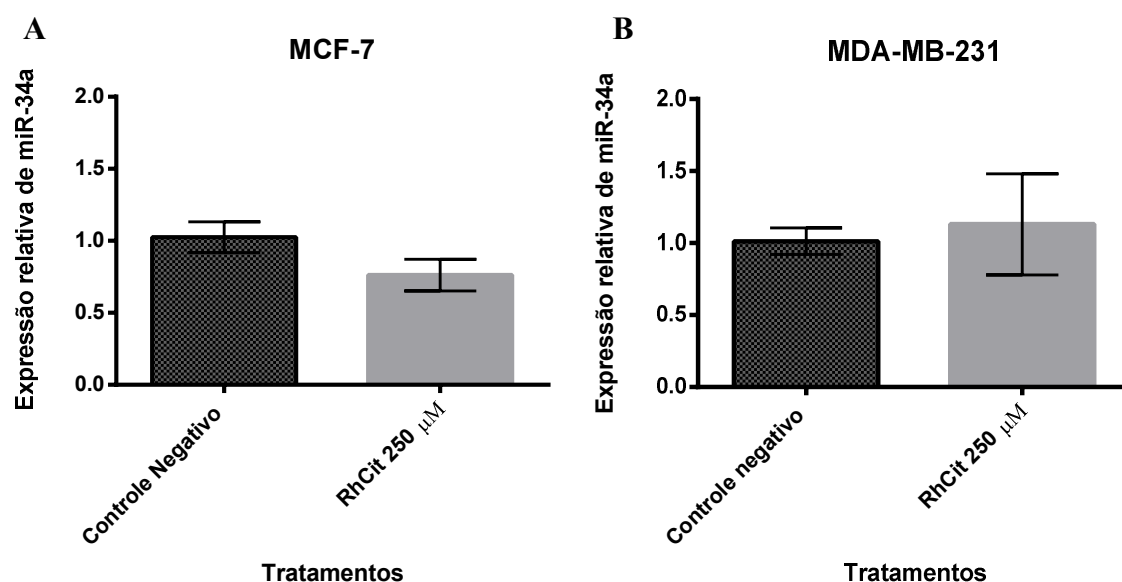 A
MCF-7
Expressão relativa de miR-34a
2.0
1.5
1.0
0.5
0.0
Controle Negativo
RhCit 250 μM
Tratamentos
B
MDA-MB-231
Expressão relativa de miR-34a
2.0
1.5
1.0
0.5
0.0
Controle negativo
RhCit 250 μM
Tratamentos